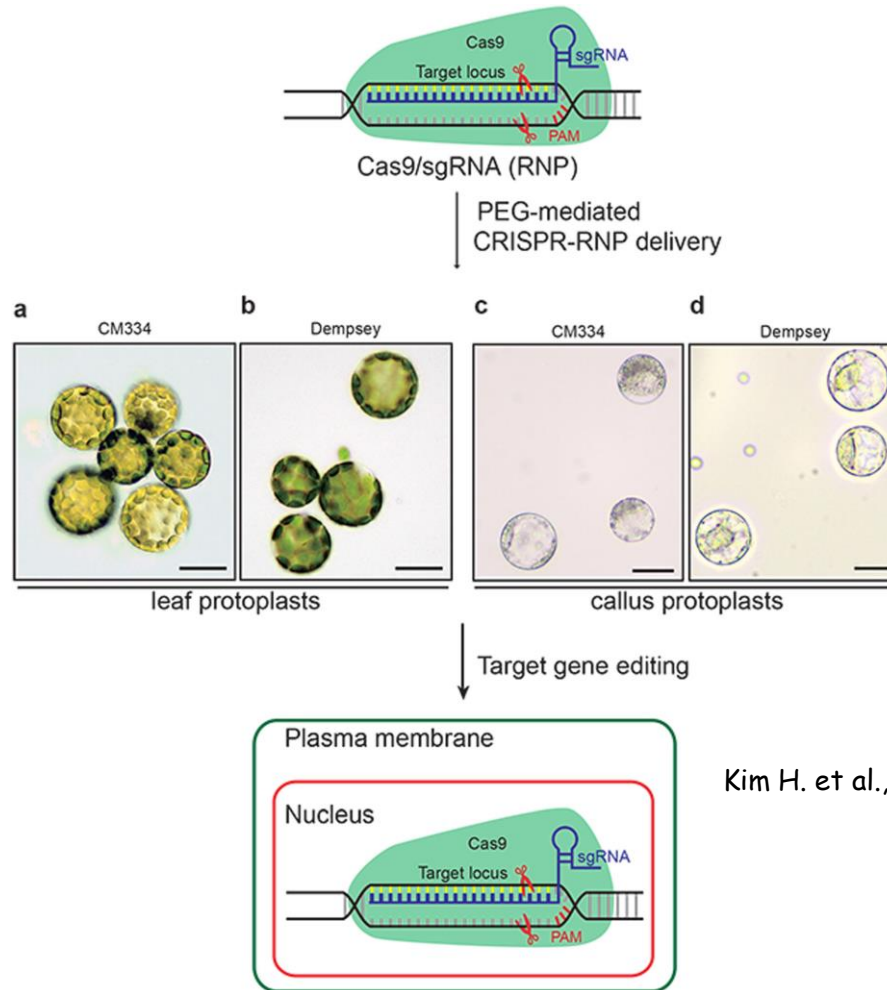 Cas9
sgRNA
Target locus
PAM
Cas9/sgRNA (RNP)
PEG-mediated
CRISPR-RNP delivery
a
CM334
b
Dempsey
c
CM334
d
Dempsey
leaf protoplasts
callus protoplasts
Target gene editing
Plasma membrane
Kim H. et al.,
Nucleus
Cas9
sgRNA
Target locus
PAM